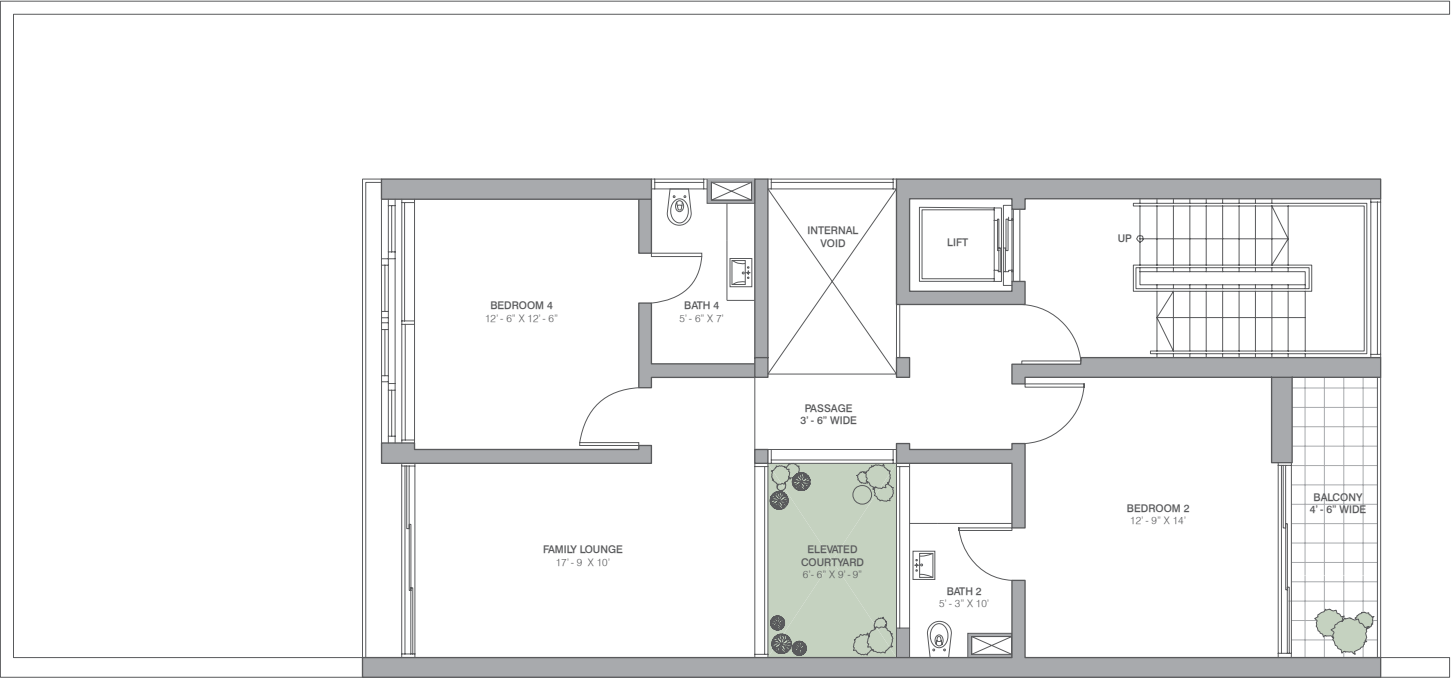 INTERNAL
VOID
LIFT
UP
BEDROOM 4
12' - 6" X 12' - 6"
BATH 4
5' - 6" X 7'
PASSAGE
3' - 6" WIDE
BALCONY
4' - 6" WIDE
BEDROOM 2
12' - 9" X 14'
FAMILY LOUNGE
17' - 9  X 10'
ELEVATED
COURTYARD
6' - 6" X 9' - 9"
BATH 2
5' - 3" X 10'